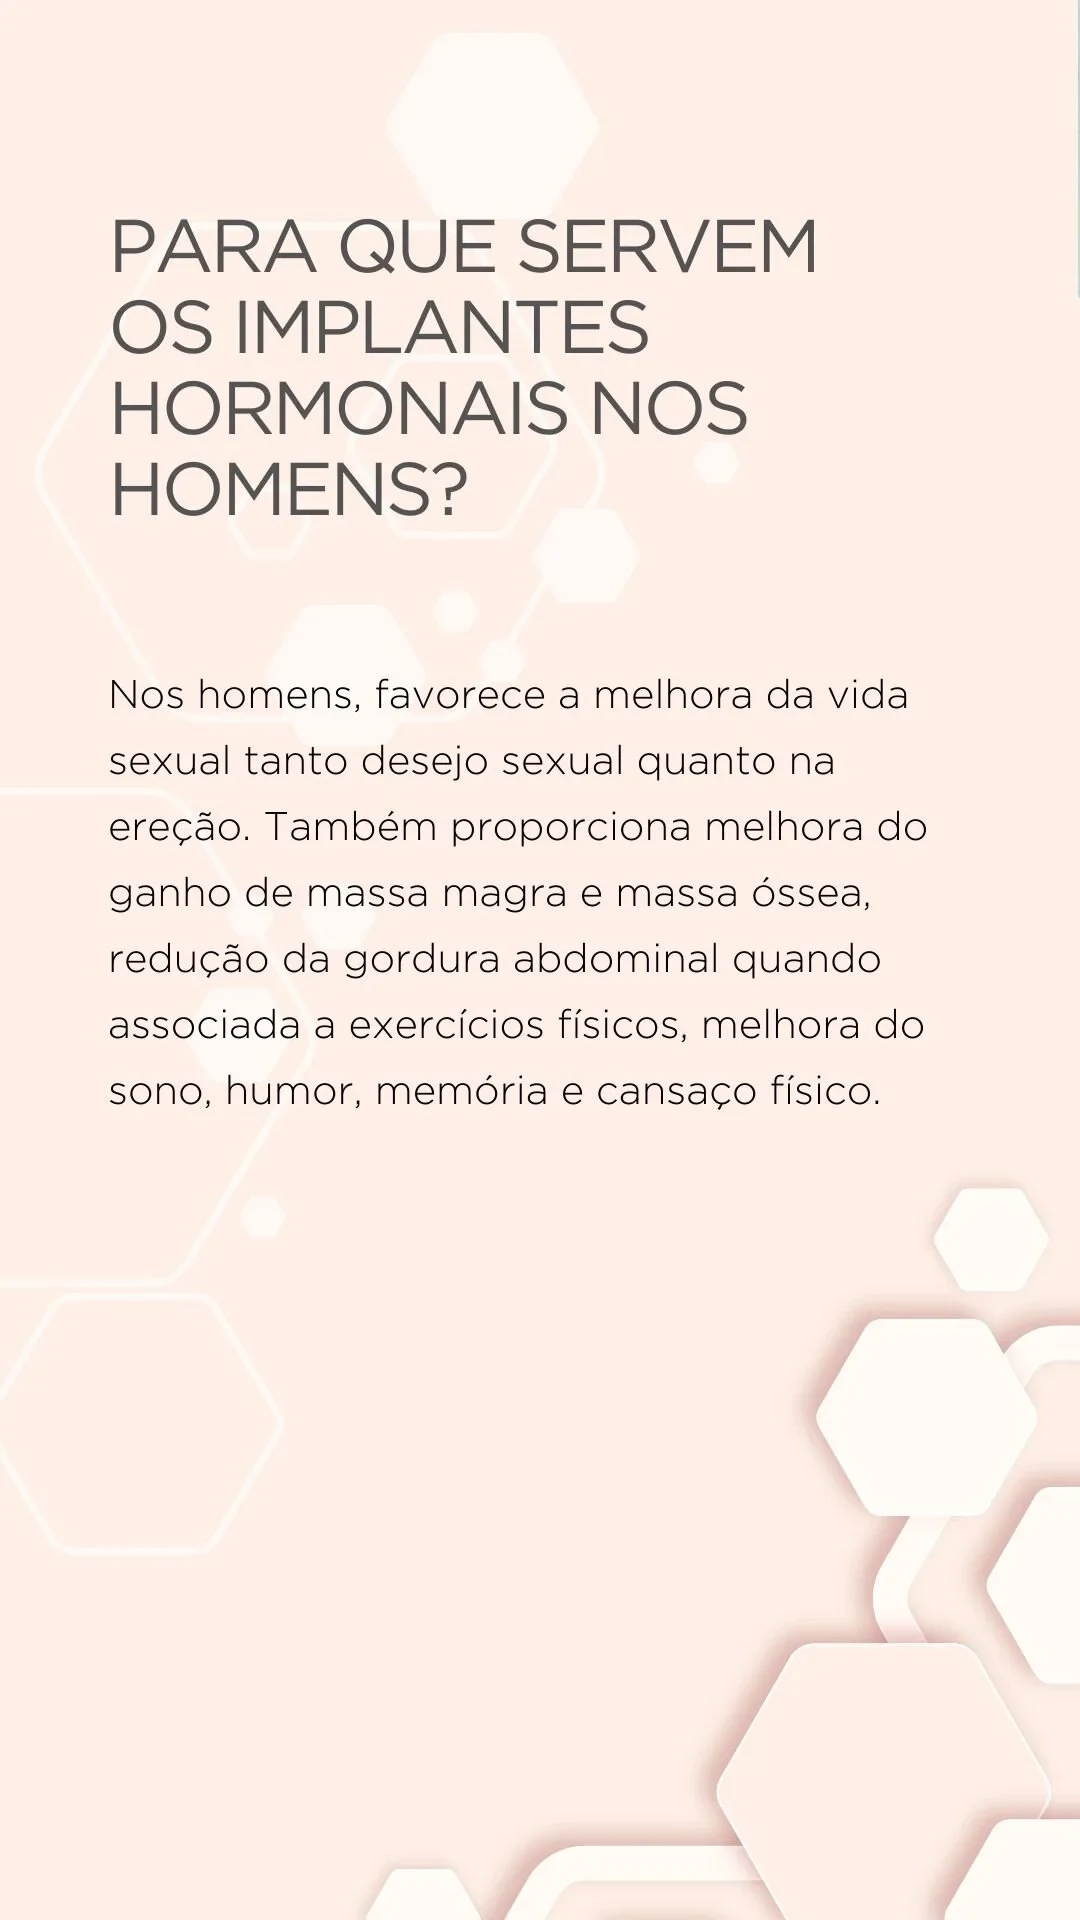 PARA QUE SERVEM
OS IMPLANTES
HORMONAIS NOS
HOMENS?
Nos homens, favorece a melhora da vida
sexual tanto desejo sexual quanto na
ereção. Também proporciona melhora do
ganho de massa magra e massa óssea,
redução da gordura abdominal quando
associada a exercícios físicos, melhora do
sono, humor, memória e cansaço físico.